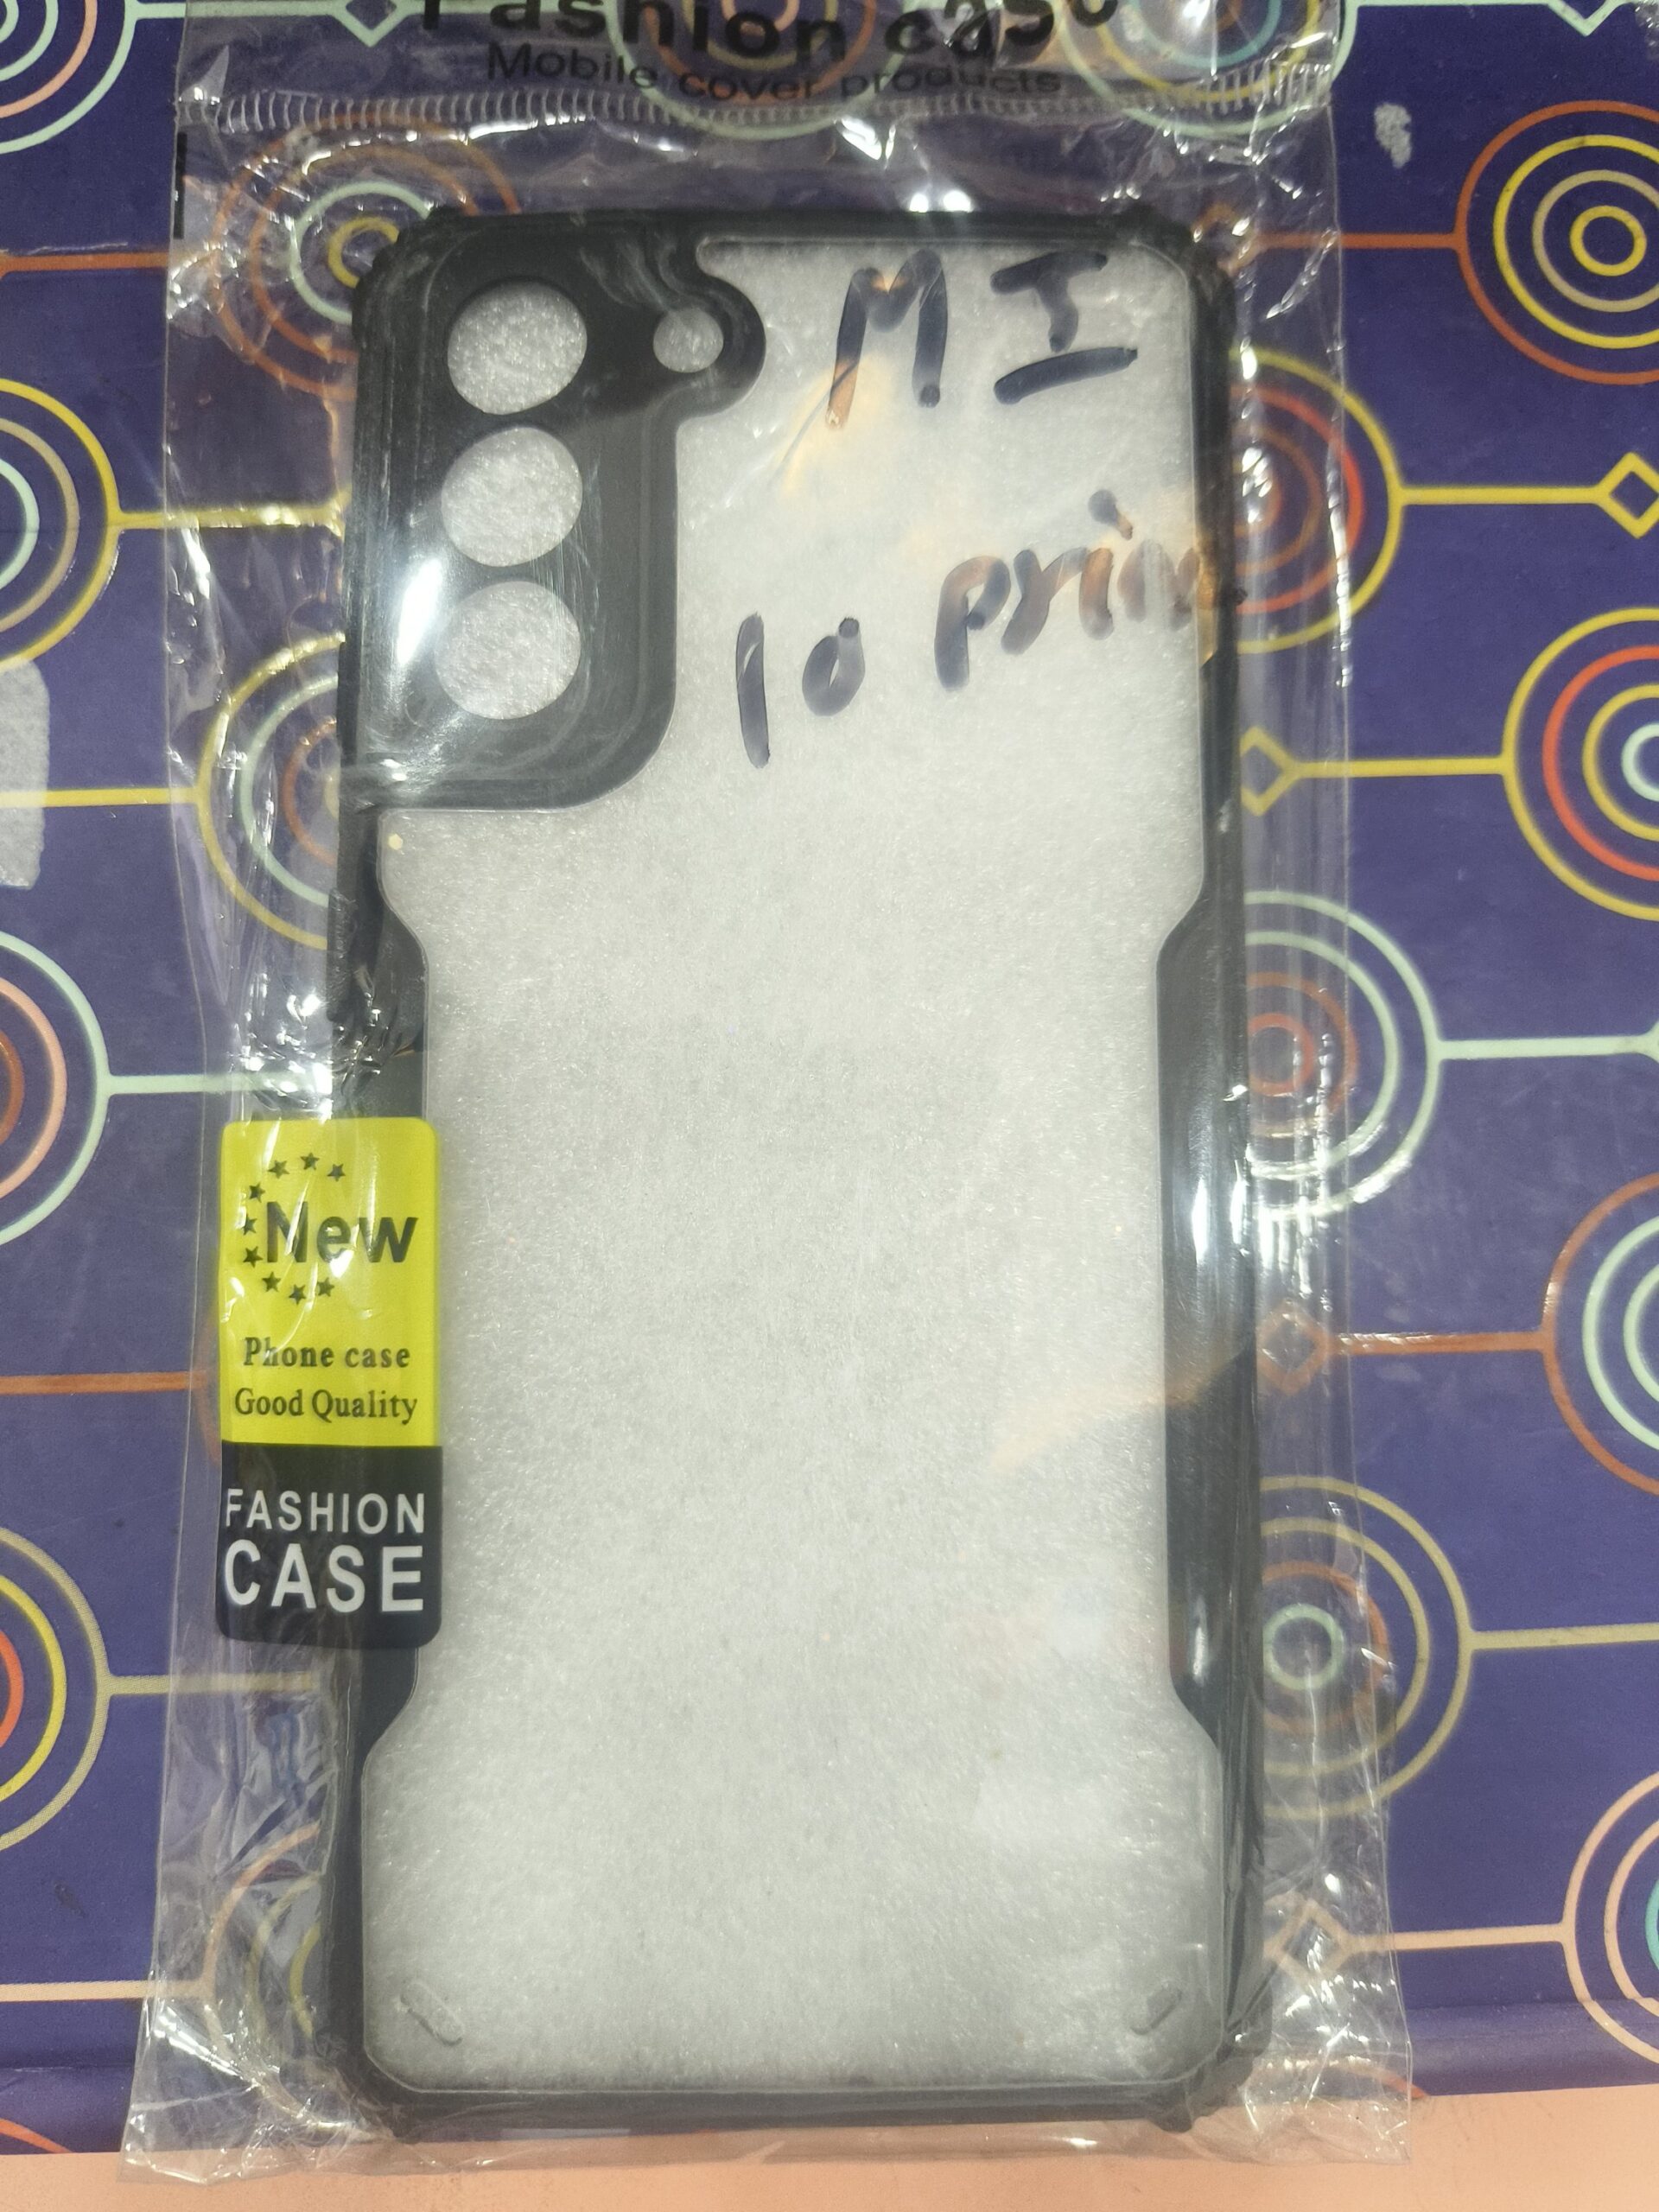 Fashion case
Mobile cover products
MI
10 prim
New
Phone case
Good Quality
FASHION
CASE